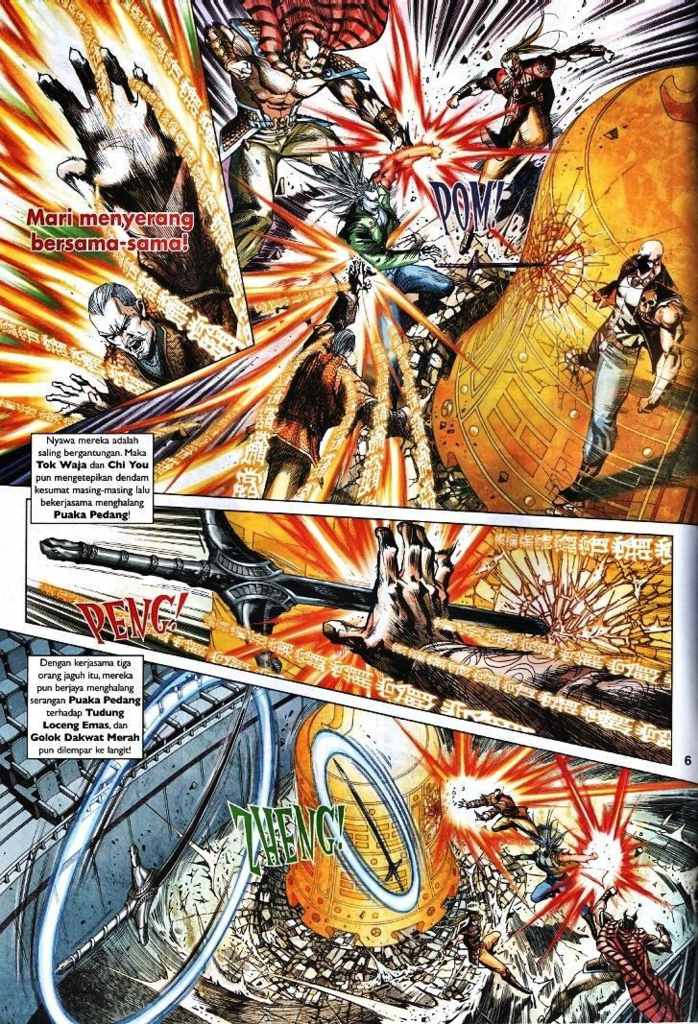 Mari menyerang
bersama-sama!
POM!
Nyawa mereka adalah
saling bergantungan. Maka
Tok Waja dan Chi You
pun mengetepikan dendam
kesumat masing-masing lalu
bekerjasama menghalang
Puaka Pedang!
PENG!
Dengan kerjasama tiga
orang jaguh itu, mereka
pun berjaya menghalang
serangan Puaka Pedang
terhadap Tudung
Loceng Emas, dan
Golok Dakwat Merah
pun dilempar ke langit!
6
ZHENG!